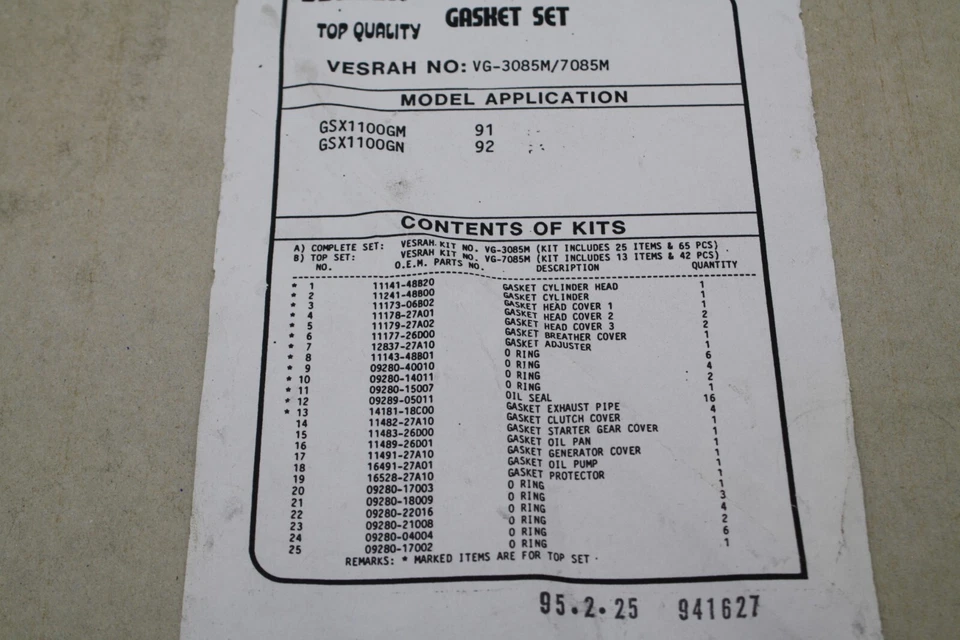 TOP QUALITY GASKET SET
VESRAH NO: VG-3085M/7085M
MODEL APPLICATION
GSX1100GM 91
GSX1100GN 92
CONTENTS OF KITS
A) COMPLETE SET: VESRAH KIT NO. VG-3085M (KIT INCLUDES 25 ITEMS & 65 PCS)
B) TOP SET: VESRAH KIT NO. VG-7085M (KIT INCLUDES 13 ITEMS & 42 PCS)
NO. O.E.M. PARTS NO. DESCRIPTION QUANTITY
* 1 11141-48B20 GASKET CYLINDER HEAD 1
* 2 11241-48B00 GASKET CYLINDER 1
* 3 11173-06B02 GASKET HEAD COVER 1 1
* 4 11178-27A01 GASKET HEAD COVER 2 2
* 5 11179-27A02 GASKET HEAD COVER 3 2
* 6 11177-26D00 GASKET BREATHER COVER 1
* 7 12837-27A10 GASKET ADJUSTER 1
* 8 11143-48B01 O RING 6
* 9 09280-40010 O RING 4
* 10 09280-14011 O RING 2
* 11 09280-15007 O RING 1
* 12 09289-05011 OIL SEAL 16
* 13 14181-18C00 GASKET EXHAUST PIPE 4
14 11482-27A10 GASKET CLUTCH COVER 1
15 11483-26D00 GASKET STARTER GEAR COVER 1
16 11489-26D01 GASKET OIL PAN 1
17 11491-27A10 GASKET GENERATOR COVER 1
18 16491-27A01 GASKET OIL PUMP 1
19 16528-27A10 GASKET PROTECTOR 1
20 09280-17003 O RING 1
21 09280-18009 O RING 3
22 09280-22016 O RING 4
23 09280-21008 O RING 2
24 09280-04004 O RING 6
25 09280-17002 O RING 1
REMARKS: * MARKED ITEMS ARE FOR TOP SET.
95.2.25 941627